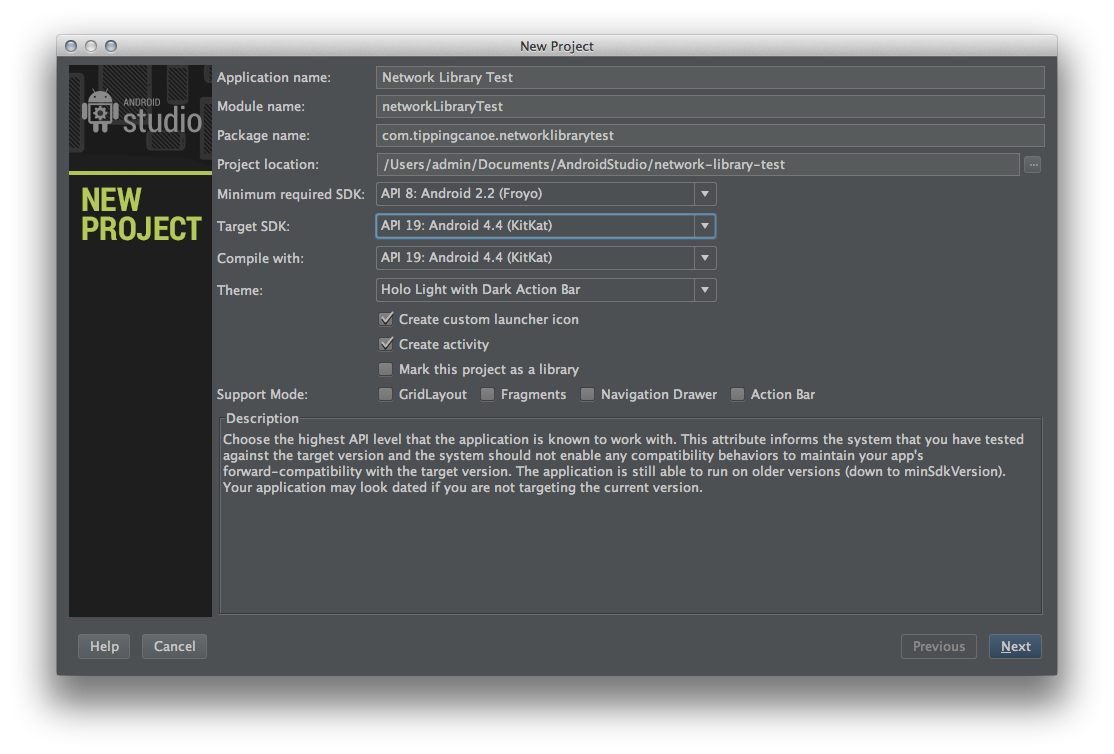 New Project
ANDROID
studio
NEW
PROJECT
Application name: Network Library Test
Module name: networkLibraryTest
Package name: com.tippingcanoe.networklibrarytest
Project location: /Users/admin/Documents/AndroidStudio/network-library-test ...
Minimum required SDK: API 8: Android 2.2 (Froyo)
Target SDK: API 19: Android 4.4 (KitKat)
Compile with: API 19: Android 4.4 (KitKat)
Theme: Holo Light with Dark Action Bar
Create custom launcher icon
Create activity
Mark this project as a library
Support Mode: GridLayout Fragments Navigation Drawer Action Bar
Description
Choose the highest API level that the application is known to work with. This attribute informs the system that you have tested
against the target version and the system should not enable any compatibility behaviors to maintain your app's
forward-compatibility with the target version. The application is still able to run on older versions (down to minSdkVersion).
Your application may look dated if you are not targeting the current version.
Help Cancel Previous Next